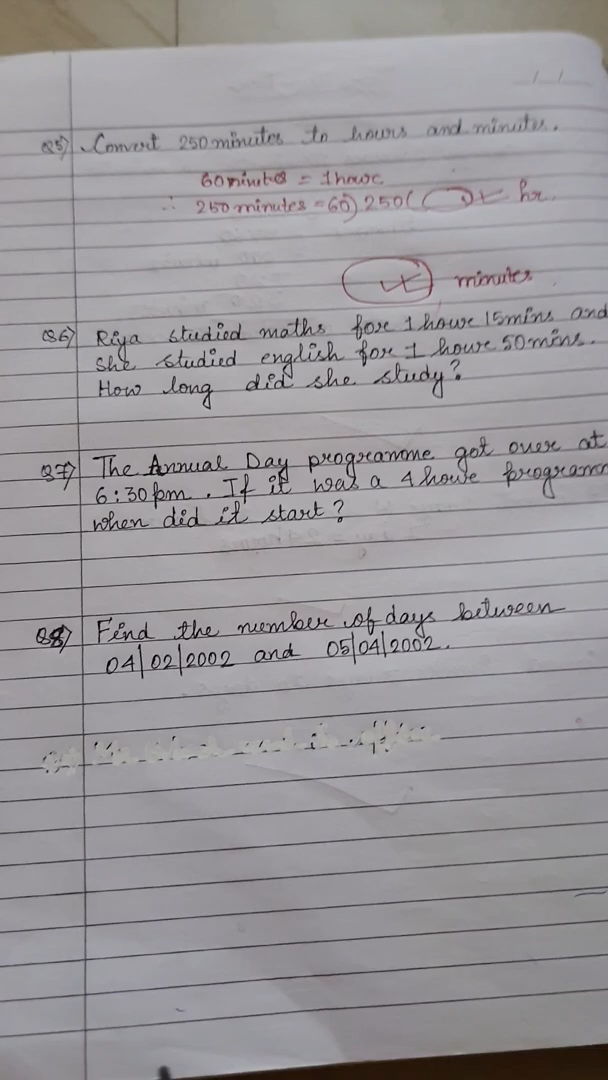 Q5) Convert 250 minutes to hours and minutes.
60 minutes = 1 hour
∴ 250 minutes = 60) 250 ( hr.
minutes
Q6) Riya studied maths for 1 hour 15 mins and
she studied english for 1 hour 50 mins.
How long did she study?
Q7) The Annual Day programme got over at
6:30 pm. If it was a 4 hour programm
when did it start?
Q8) Find the number of days between
04/02/2002 and 05/04/2002.